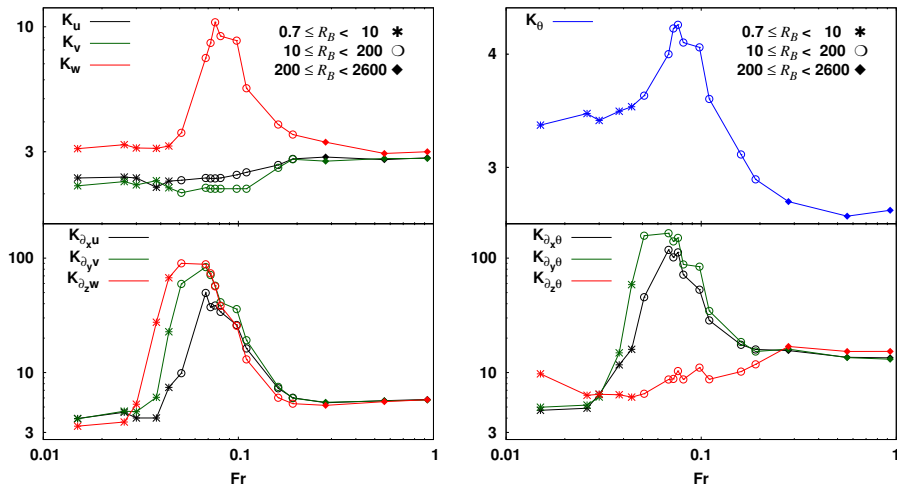 K_u
K_v
K_w
0.7 ≤ R_B < 10
10 ≤ R_B < 200
200 ≤ R_B < 2600
10
3
K_θ
0.7 ≤ R_B < 10
10 ≤ R_B < 200
200 ≤ R_B < 2600
4
3
K_∂xu
K_∂yv
K_∂zw
100
10
3
0.01
0.1
1
Fr
K_∂xθ
K_∂yθ
K_∂zθ
100
10
3
0.01
0.1
1
Fr